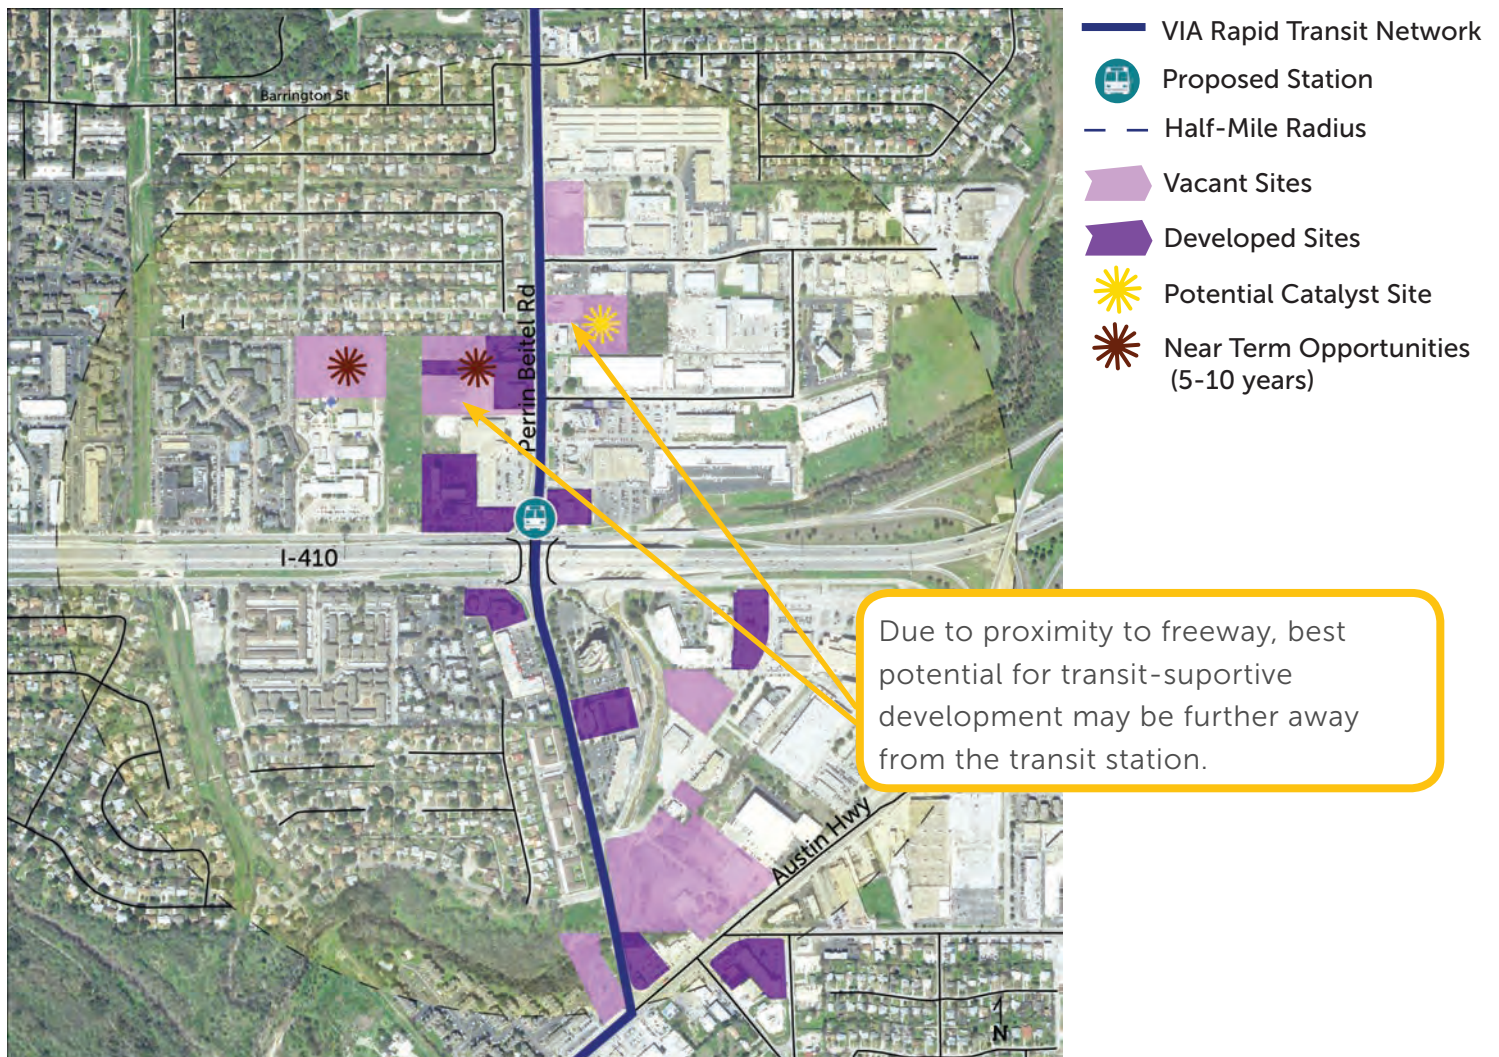 VIA Rapid Transit Network
Proposed Station
Half-Mile Radius
Vacant Sites
Developed Sites
Potential Catalyst Site
Near Term Opportunities
(5-10 years)
Barrington St
Perrin Beitel Rd
I-410
Due to proximity to freeway, best
potential for transit-suportive
development may be further away
from the transit station.
Austin Hwy
N